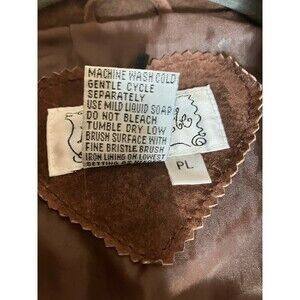 MACHINE WASH COLD
GENTLE CYCLE
SEPARATELY
USE MILD LIQUID SOAP
DO NOT BLEACH
TUMBLE DRY LOW
BRUSH SURFACE WITH
FINE BRISTLE BRUSH
IRON LINING ON LOWEST
SETTING
PL